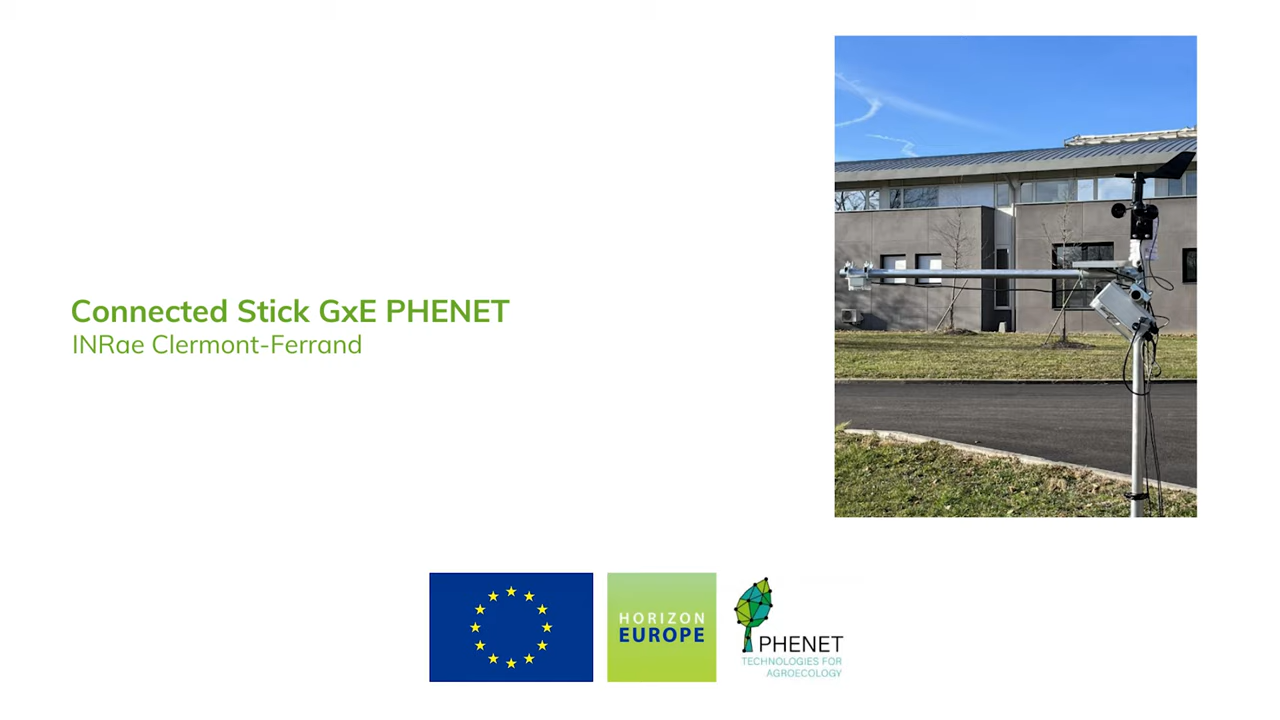 Connected Stick GxE PHENET
INRae Clermont-Ferrand
HORIZON
EUROPE
PHENET
TECHNOLOGIES FOR
AGROECOLOGY